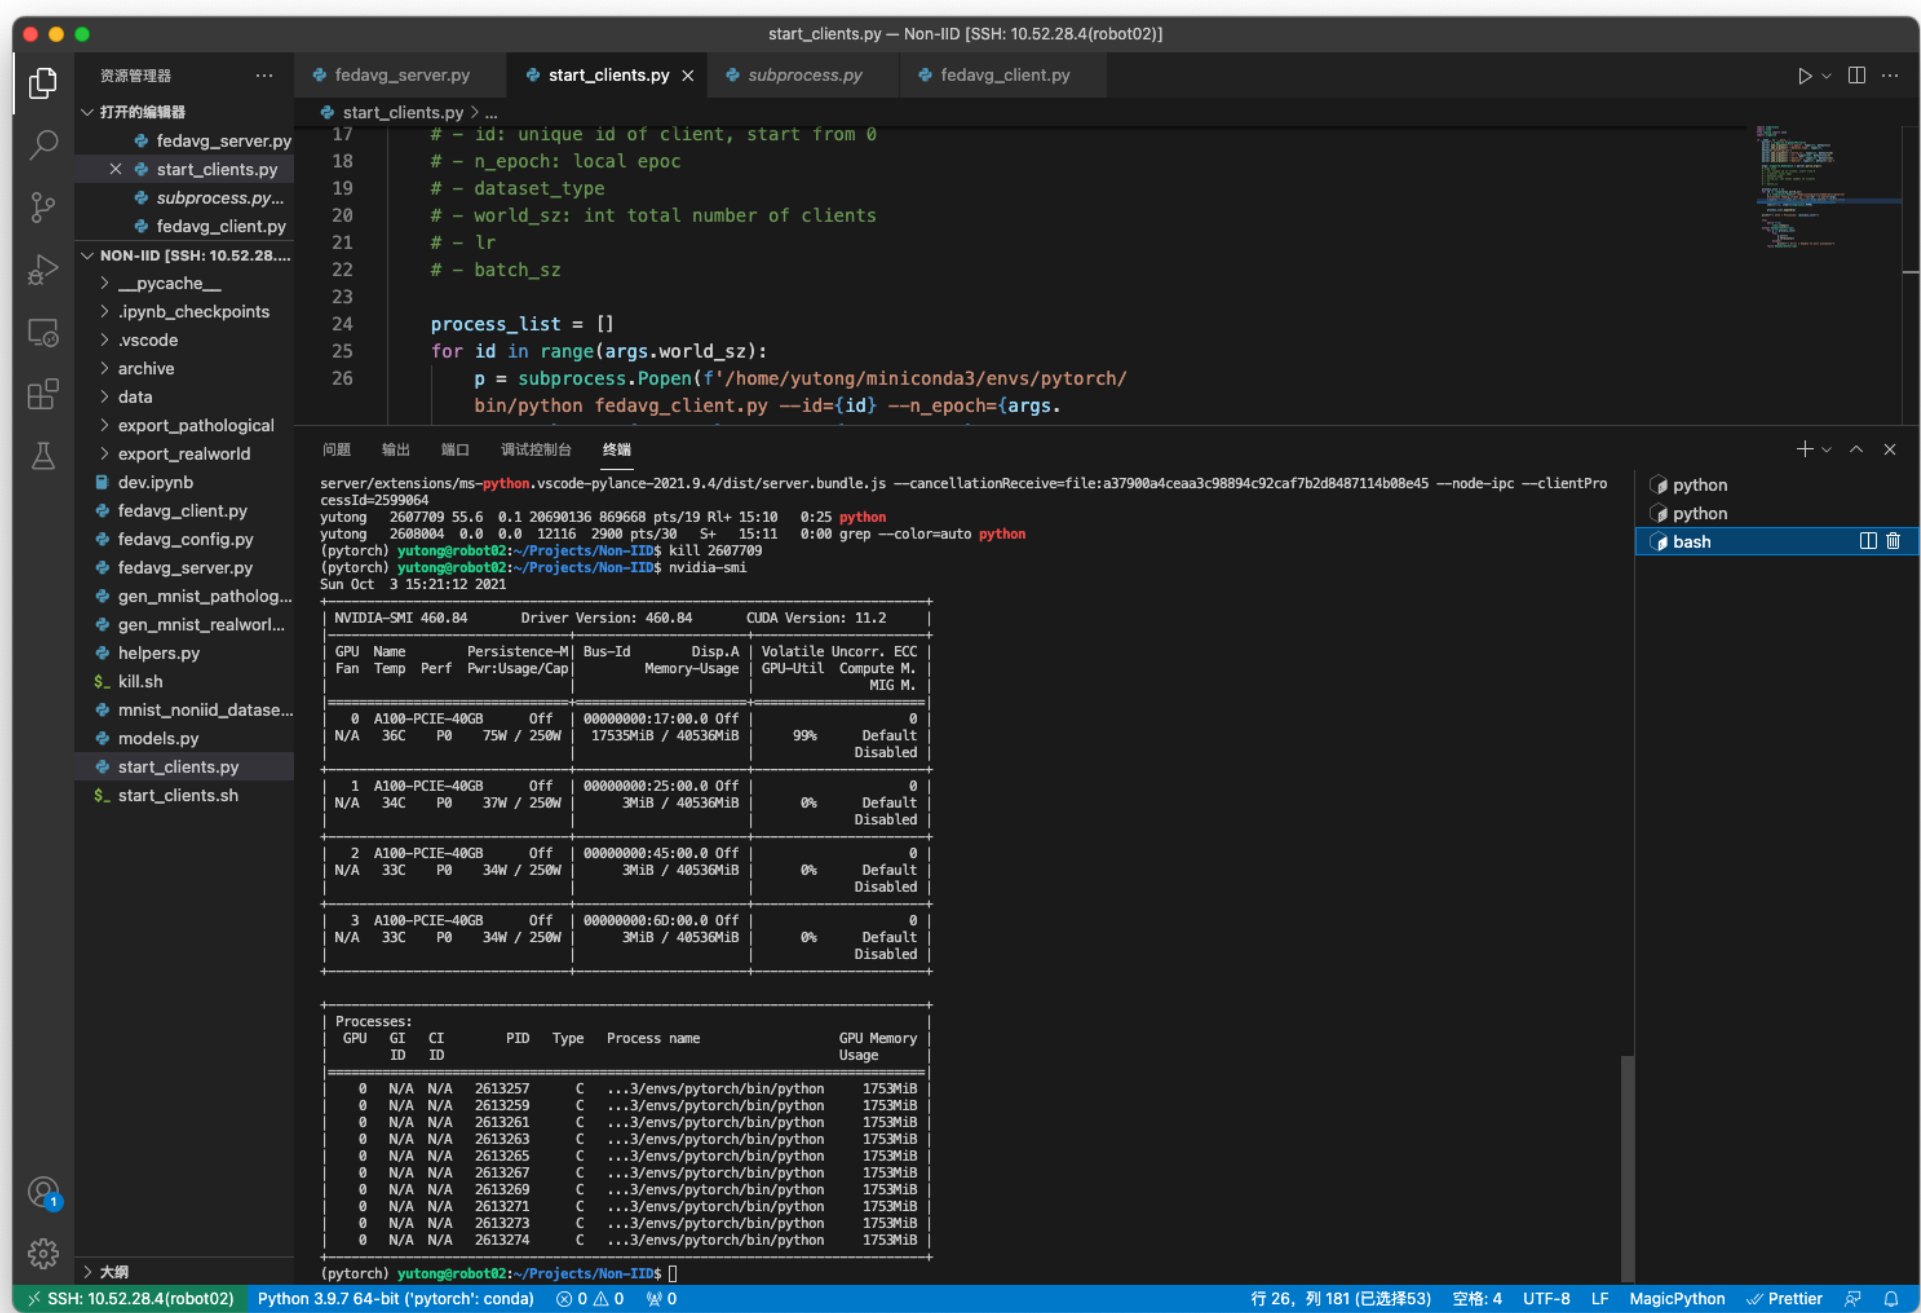 start_clients.py — Non-IID [SSH: 10.52.28.4(robot02)]
资源管理器 ...
打开的编辑器
fedavg_server.py
start_clients.py
subprocess.py...
fedavg_client.py
NON-IID [SSH: 10.52.28....
__pycache__
.ipynb_checkpoints
.vscode
archive
data
export_pathological
export_realworld
dev.ipynb
fedavg_client.py
fedavg_config.py
fedavg_server.py
gen_mnist_patholog...
gen_mnist_realworl...
helpers.py
kill.sh
mnist_noniid_datase...
models.py
start_clients.py
start_clients.sh
大纲
fedavg_server.py start_clients.py subprocess.py fedavg_client.py
start_clients.py > ...
17 # - id: unique id of client, start from 0
18 # - n_epoch: local epoc
19 # - dataset_type
20 # - world_sz: int total number of clients
21 # - lr
22 # - batch_sz
23
24 process_list = []
25 for id in range(args.world_sz):
26 p = subprocess.Popen(f'/home/yutong/miniconda3/envs/pytorch/
bin/python fedavg_client.py --id={id} --n_epoch={args.
问题 输出 端口 调试控制台 终端
server/extensions/ms-python.vscode-pylance-2021.9.4/dist/server.bundle.js --cancellationReceive=file:a37900a4ceaa3c98894c92caf7b2d8487114b08e45 --node-ipc --clientPro
cessId=2599064
yutong 2607709 55.6 0.1 20690136 869668 pts/19 Rl+ 15:10 0:25 python
yutong 2608004 0.0 0.0 12116 2900 pts/30 S+ 15:11 0:00 grep --color=auto python
(pytorch) yutong@robot02:~/Projects/Non-IID$ kill 2607709
(pytorch) yutong@robot02:~/Projects/Non-IID$ nvidia-smi
Sun Oct 3 15:21:12 2021
NVIDIA-SMI 460.84 Driver Version: 460.84 CUDA Version: 11.2
GPU Name Persistence-M| Bus-Id Disp.A | Volatile Uncorr. ECC
Fan Temp Perf Pwr:Usage/Cap| Memory-Usage | GPU-Util Compute M.
MIG M.
0 A100-PCIE-40GB Off | 00000000:17:00.0 Off | 0
N/A 36C P0 75W / 250W | 17535MiB / 40536MiB | 99% Default
Disabled
1 A100-PCIE-40GB Off | 00000000:25:00.0 Off | 0
N/A 34C P0 37W / 250W | 3MiB / 40536MiB | 0% Default
Disabled
2 A100-PCIE-40GB Off | 00000000:45:00.0 Off | 0
N/A 33C P0 34W / 250W | 3MiB / 40536MiB | 0% Default
Disabled
3 A100-PCIE-40GB Off | 00000000:6D:00.0 Off | 0
N/A 33C P0 34W / 250W | 3MiB / 40536MiB | 0% Default
Disabled
Processes:
GPU GI CI PID Type Process name GPU Memory
ID ID Usage
0 N/A N/A 2613257 C ...3/envs/pytorch/bin/python 1753MiB
0 N/A N/A 2613259 C ...3/envs/pytorch/bin/python 1753MiB
0 N/A N/A 2613261 C ...3/envs/pytorch/bin/python 1753MiB
0 N/A N/A 2613263 C ...3/envs/pytorch/bin/python 1753MiB
0 N/A N/A 2613265 C ...3/envs/pytorch/bin/python 1753MiB
0 N/A N/A 2613267 C ...3/envs/pytorch/bin/python 1753MiB
0 N/A N/A 2613269 C ...3/envs/pytorch/bin/python 1753MiB
0 N/A N/A 2613271 C ...3/envs/pytorch/bin/python 1753MiB
0 N/A N/A 2613273 C ...3/envs/pytorch/bin/python 1753MiB
0 N/A N/A 2613274 C ...3/envs/pytorch/bin/python 1753MiB
(pytorch) yutong@robot02:~/Projects/Non-IID$
python
python
bash
1
SSH: 10.52.28.4(robot02) Python 3.9.7 64-bit ('pytorch': conda) 0 0 0 行 26，列 181 (已选择53) 空格: 4 UTF-8 LF MagicPython Prettier